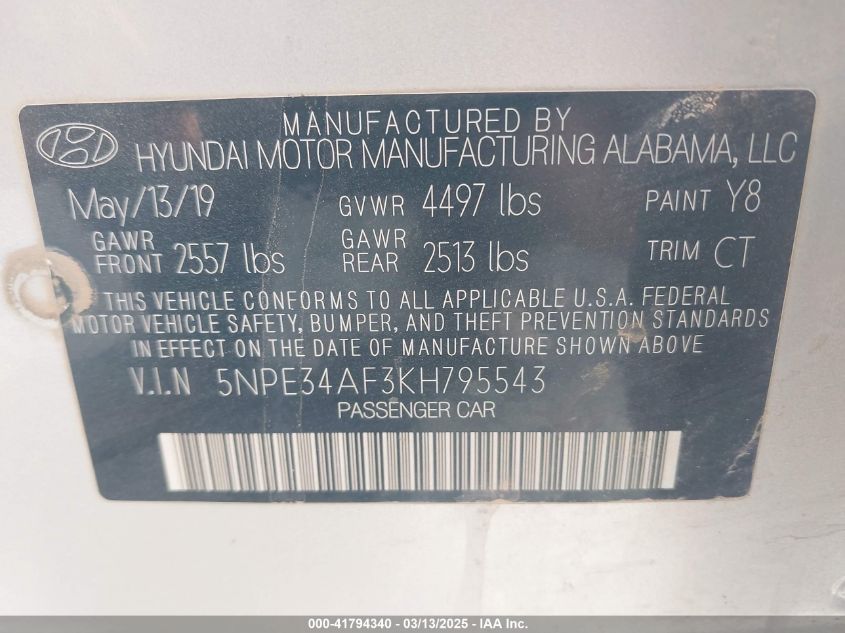 MANUFACTURED BY
HYUNDAI MOTOR MANUFACTURING ALABAMA, LLC
May/13/19 GVWR 4497 lbs PAINT Y8
GAWR FRONT 2557 lbs GAWR REAR 2513 lbs TRIM CT
THIS VEHICLE CONFORMS TO ALL APPLICABLE U.S.A. FEDERAL
MOTOR VEHICLE SAFETY, BUMPER, AND THEFT PREVENTION STANDARDS
IN EFFECT ON THE DATE OF MANUFACTURE SHOWN ABOVE
V.I.N 5NPE34AF3KH795543
PASSENGER CAR
000-41794340 - 03/13/2025 - IAA Inc.